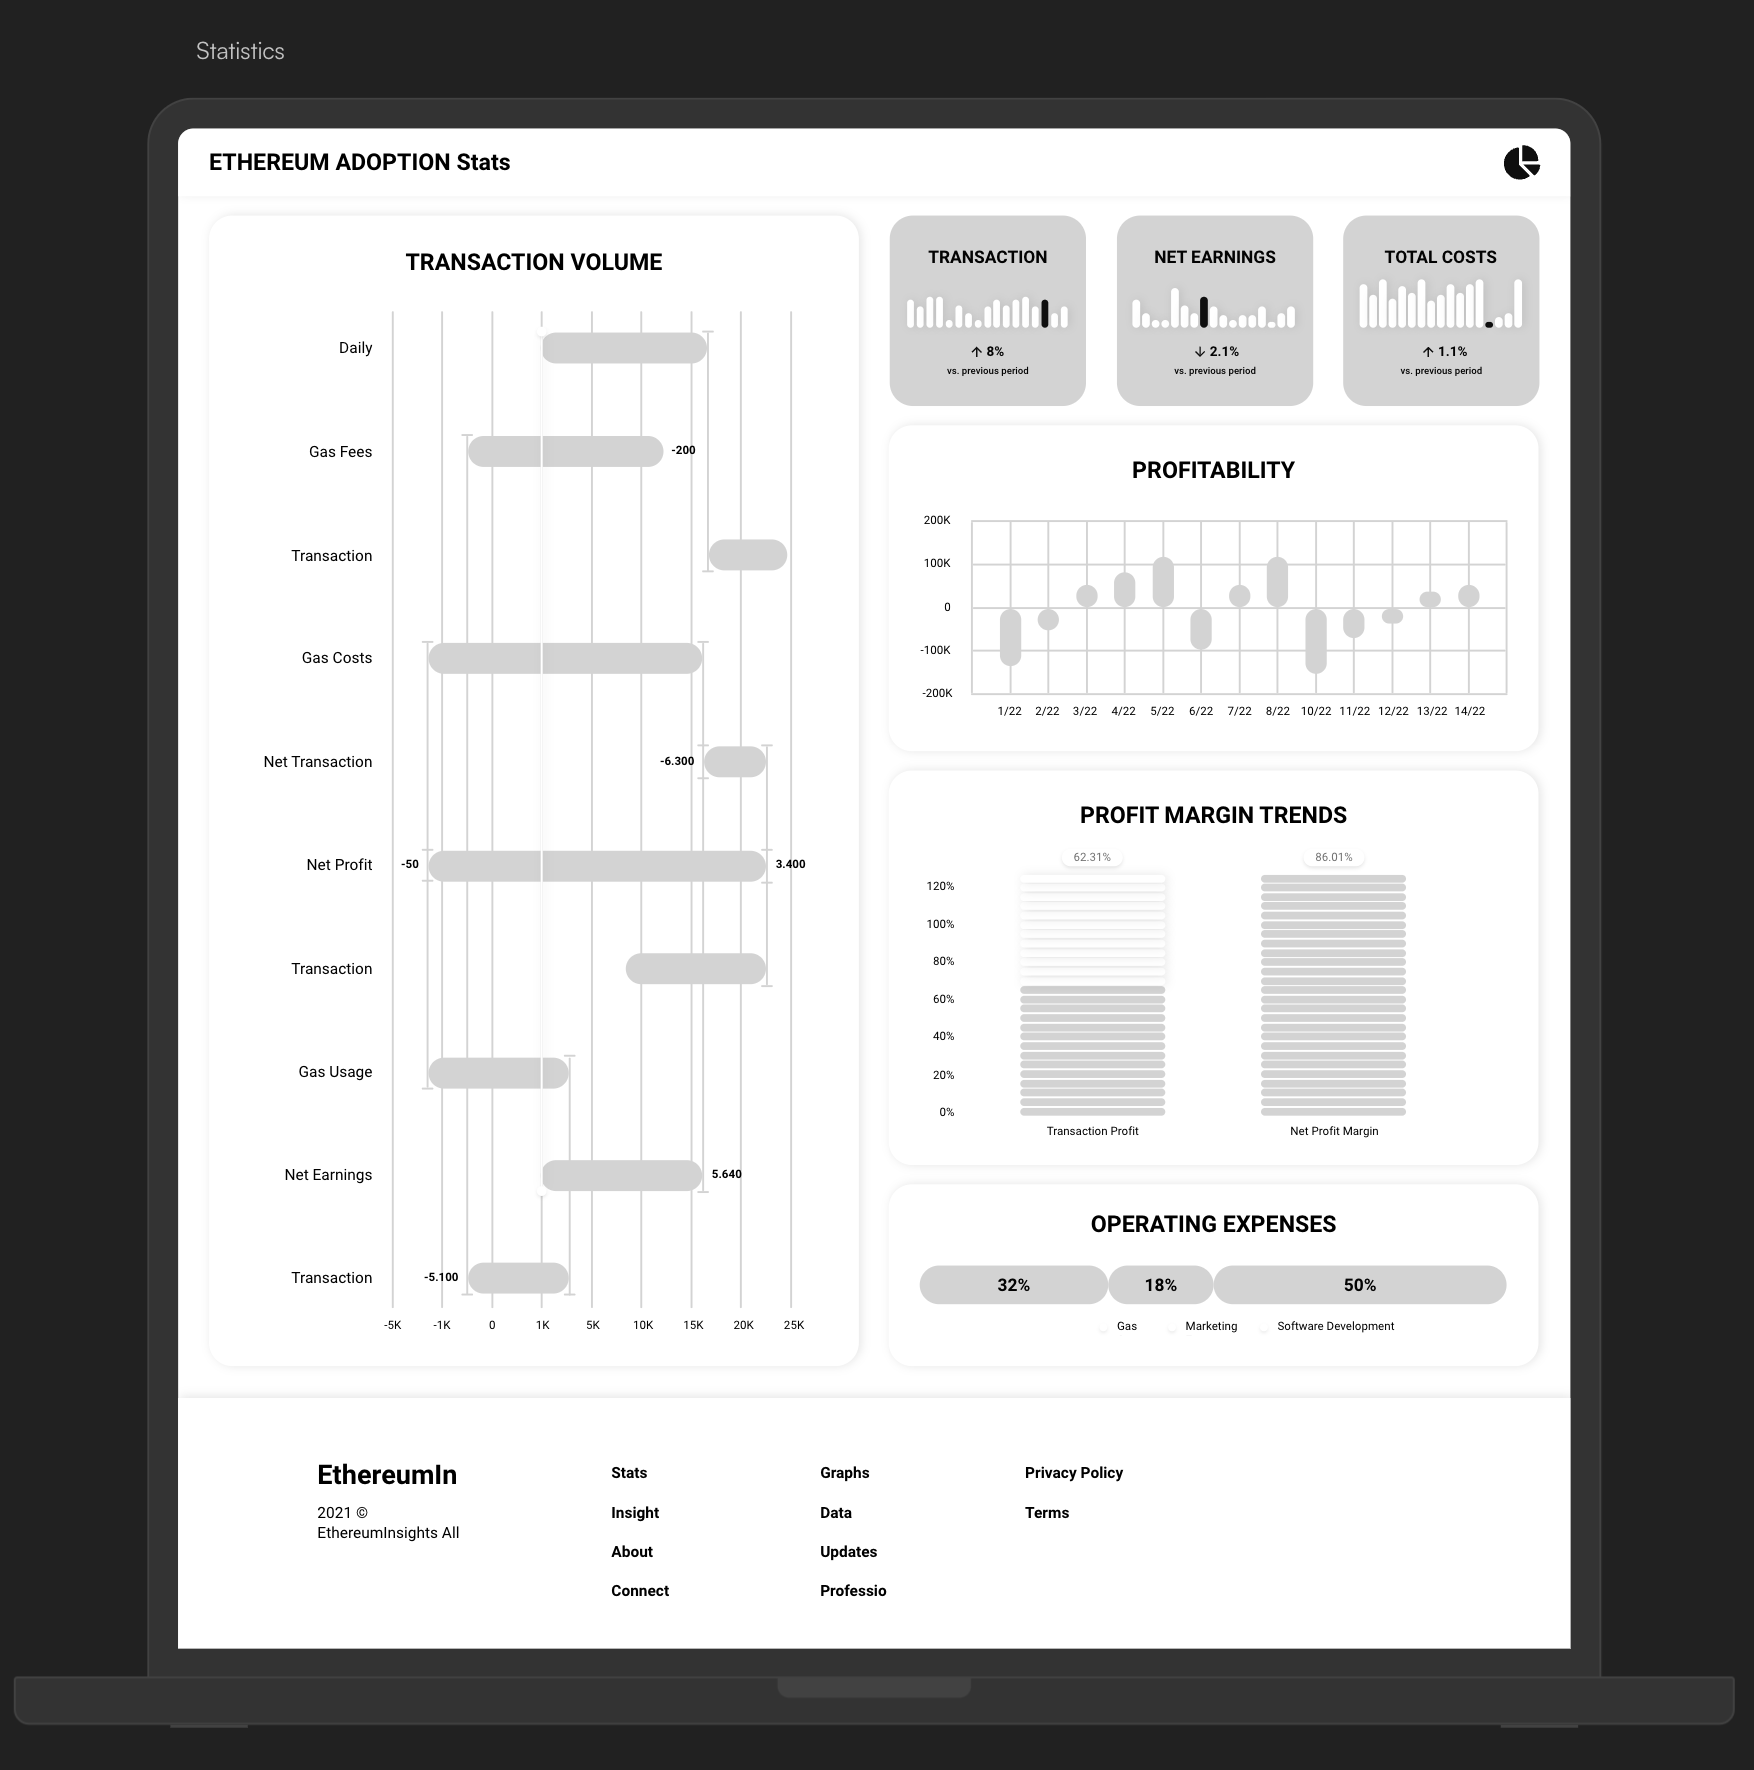 Statistics
ETHEREUM ADOPTION Stats
TRANSACTION VOLUME
Daily
Gas Fees
-200
Transaction
Gas Costs
Net Transaction
-6.300
Net Profit
-50
3.400
Transaction
Gas Usage
Net Earnings
5.640
Transaction
-5.100
-5K -1K 0 1K 5K 10K 15K 20K 25K
TRANSACTION
↑ 8%
vs. previous period
NET EARNINGS
↓ 2.1%
vs. previous period
TOTAL COSTS
↑ 1.1%
vs. previous period
PROFITABILITY
200K
100K
0
-100K
-200K
1/22 2/22 3/22 4/22 5/22 6/22 7/22 8/22 10/22 11/22 12/22 13/22 14/22
PROFIT MARGIN TRENDS
62.31% 86.01%
120%
100%
80%
60%
40%
20%
0%
Transaction Profit Net Profit Margin
OPERATING EXPENSES
32% 18% 50%
Gas Marketing Software Development
EthereumIn
2021 ©
EthereumInsights All
Stats
Insight
About
Connect
Graphs
Data
Updates
Professio
Privacy Policy
Terms